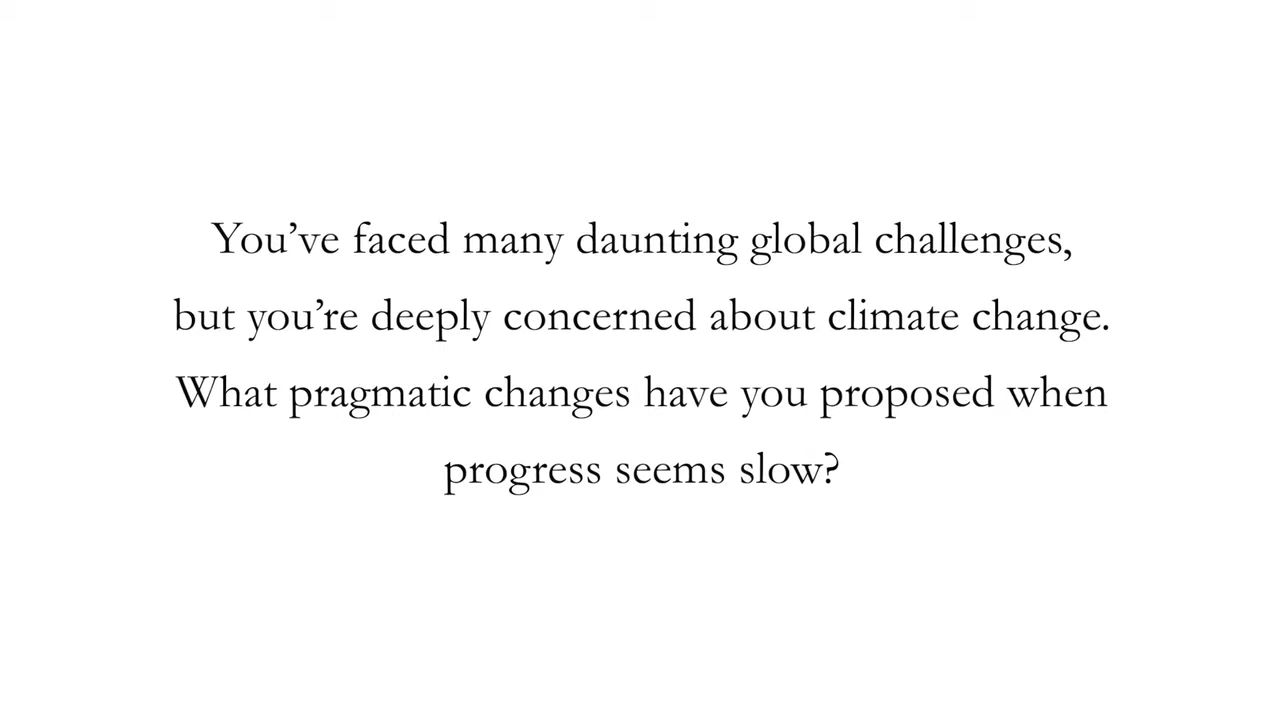 You’ve faced many daunting global challenges,
but you’re deeply concerned about climate change.
What pragmatic changes have you proposed when
progress seems slow?